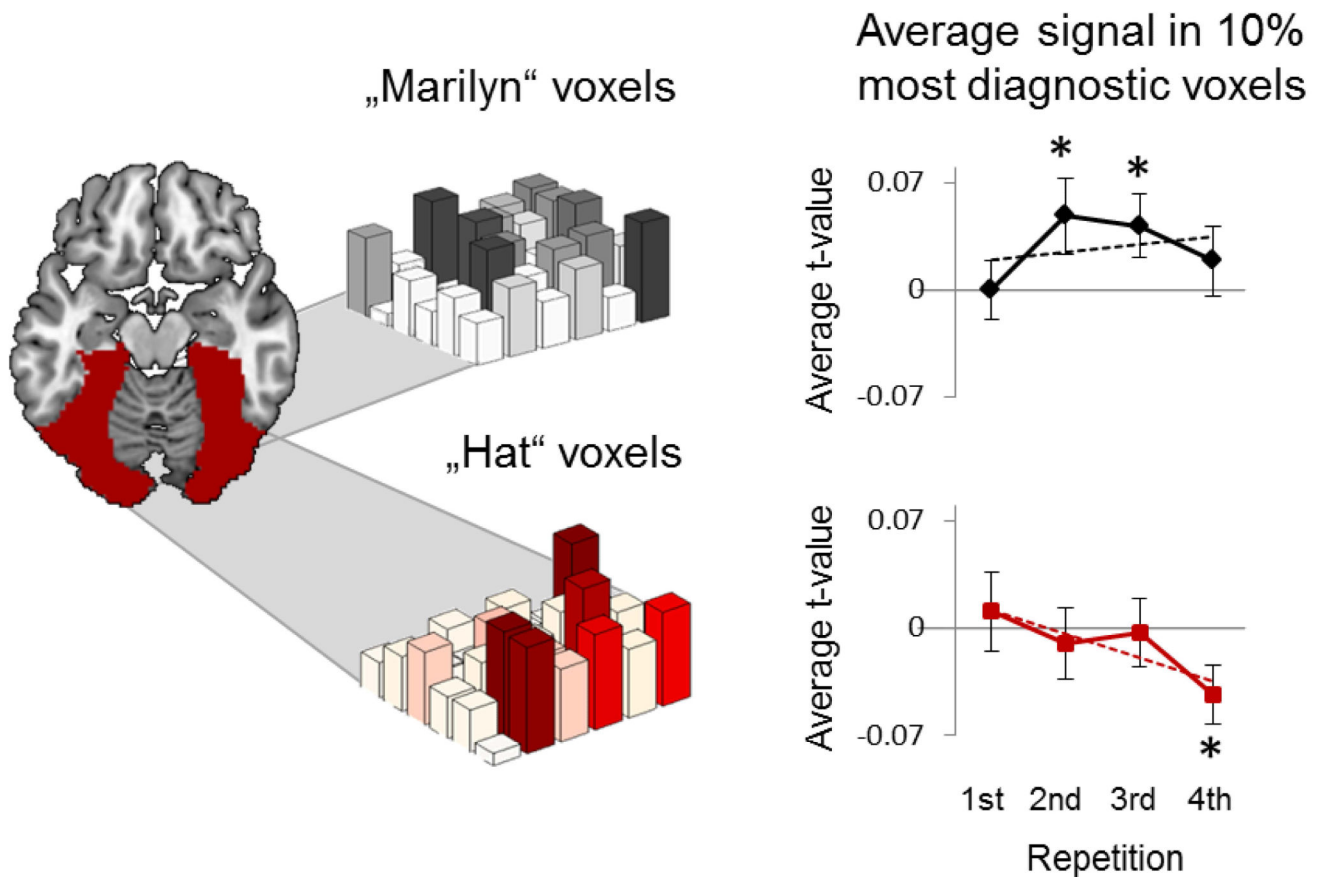 Average signal in 10%
most diagnostic voxels
„Marilyn“ voxels
*
*
0.07
0
-0.07
Average t-value
„Hat“ voxels
0.07
0
-0.07
Average t-value
*
1st 2nd 3rd 4th
Repetition